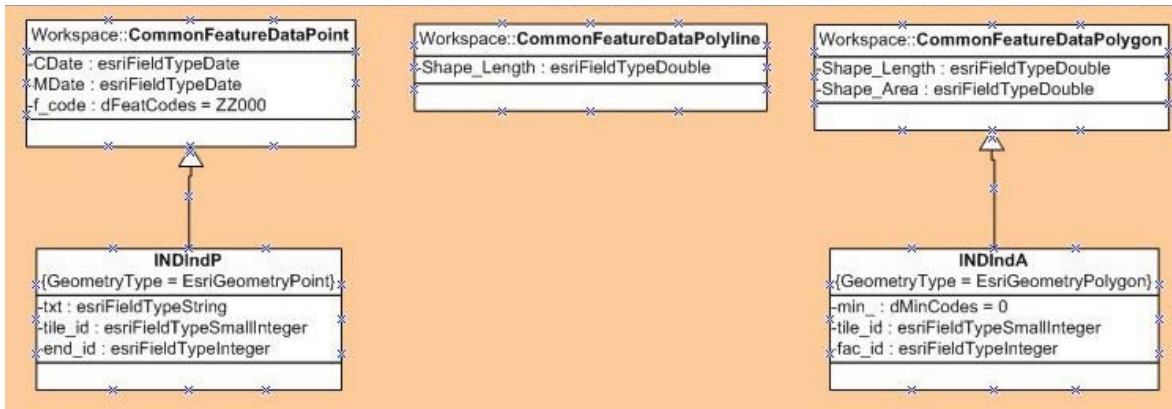 Workspace::CommonFeatureDataPoint
-CDate : esriFieldTypeDate
-MDate : esriFieldTypeDate
-f_code : dFeatCodes = ZZ000
Workspace::CommonFeatureDataPolyline
-Shape_Length : esriFieldTypeDouble
Workspace::CommonFeatureDataPolygon
-Shape_Length : esriFieldTypeDouble
-Shape_Area : esriFieldTypeDouble
INDIndP
{GeometryType = EsriGeometryPoint}
-txt : esriFieldTypeString
-tile_id : esriFieldTypeSmallInteger
-end_id : esriFieldTypeInteger
INDIndA
{GeometryType = EsriGeometryPolygon}
-min_ : dMinCodes = 0
-tile_id : esriFieldTypeSmallInteger
-fac_id : esriFieldTypeInteger